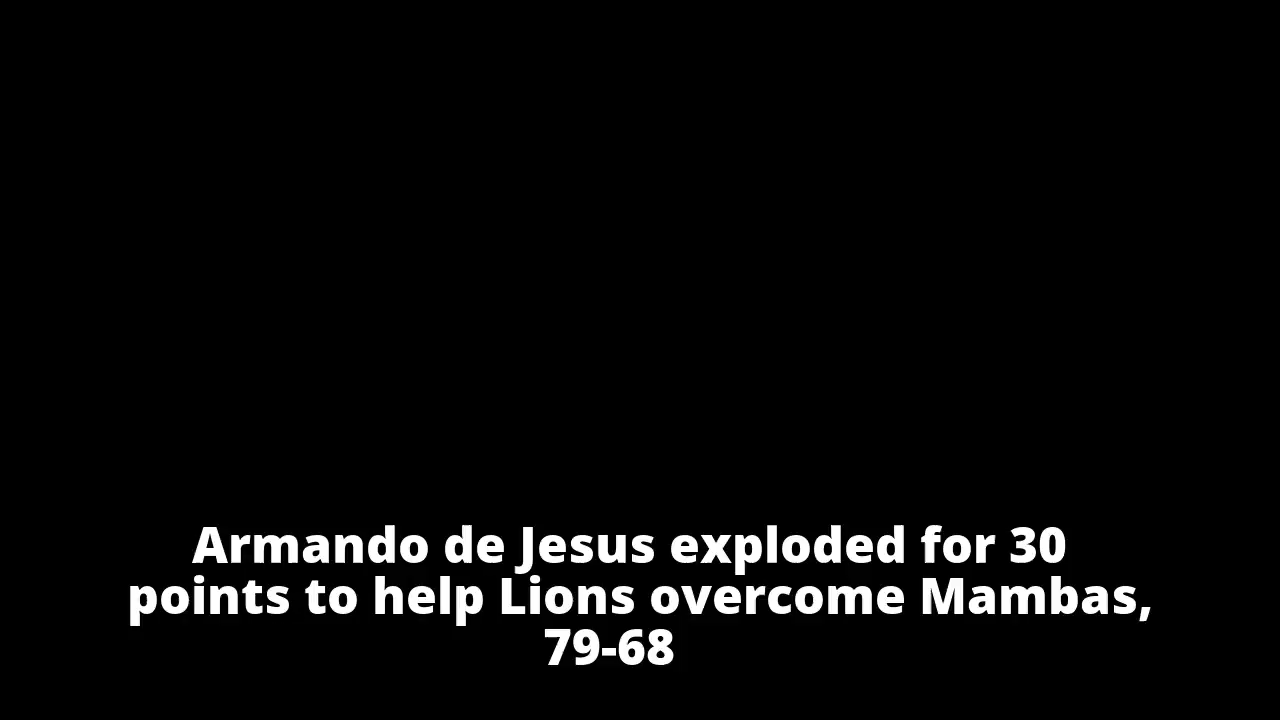 Armando de Jesus exploded for 30
points to help Lions overcome Mambas,
79-68